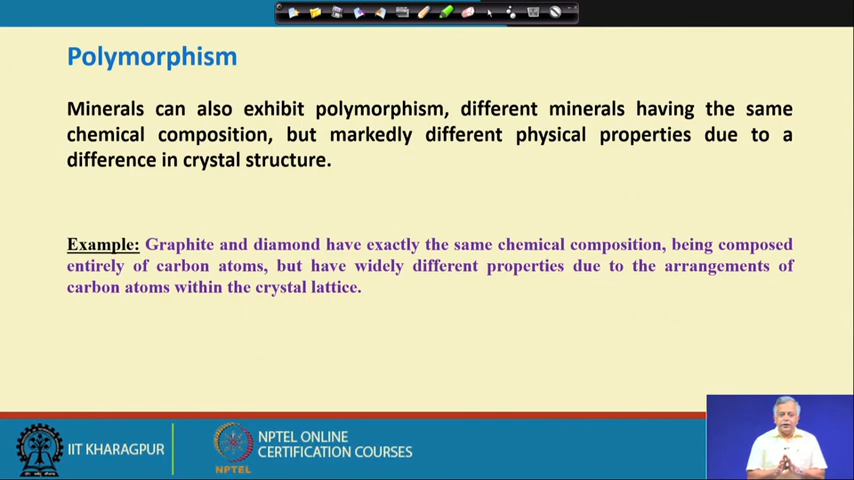 Polymorphism
Minerals can also exhibit polymorphism, different minerals having the same
chemical composition, but markedly different physical properties due to a
difference in crystal structure.
Example: Graphite and diamond have exactly the same chemical composition, being composed
entirely of carbon atoms, but have widely different properties due to the arrangements of
carbon atoms within the crystal lattice.
IIT KHARAGPUR
NPTEL
NPTEL ONLINE
CERTIFICATION COURSES